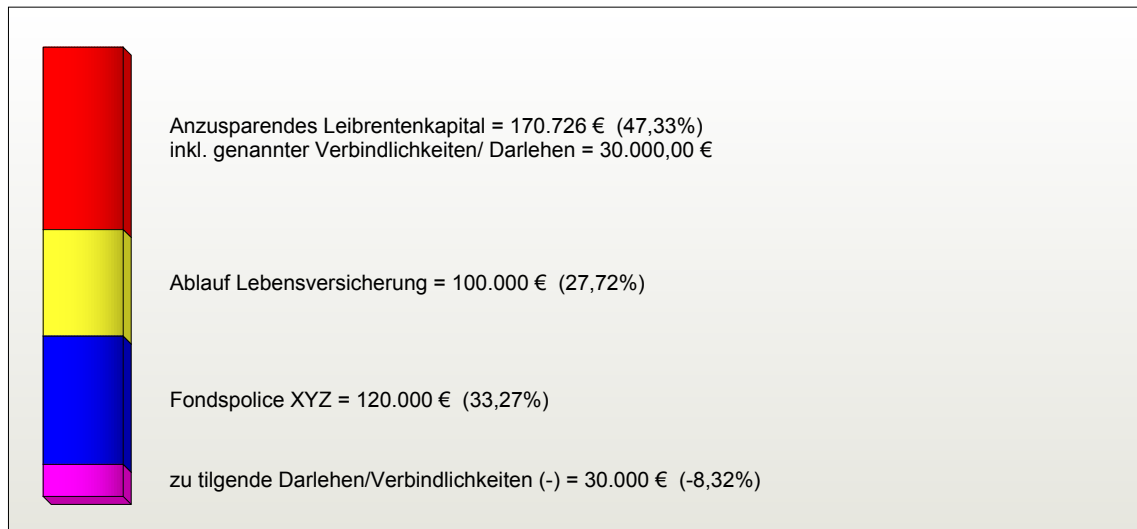 Anzusparendes Leibrentenkapital = 170.726 € (47,33%)
inkl. genannter Verbindlichkeiten/ Darlehen = 30.000,00 €
Ablauf Lebensversicherung = 100.000 € (27,72%)
Fondspolice XYZ = 120.000 € (33,27%)
zu tilgende Darlehen/Verbindlichkeiten (-) = 30.000 € (-8,32%)